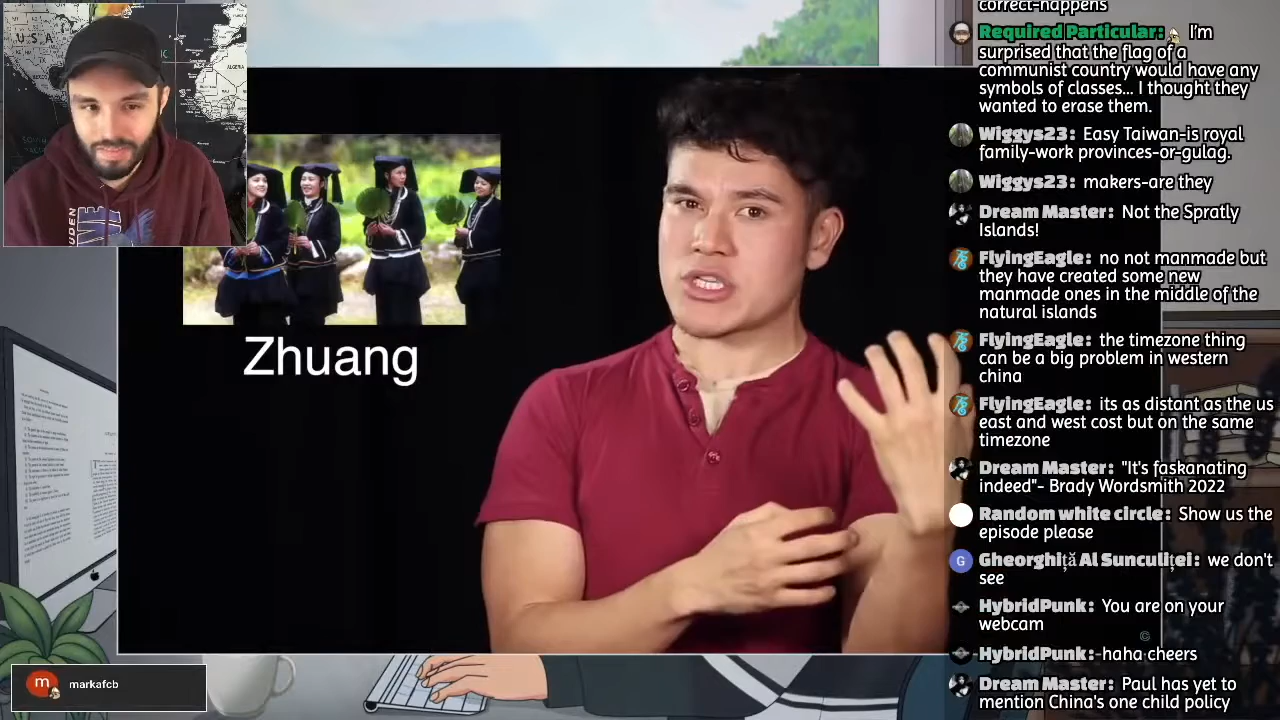 U S A
ALGERIA
UDEN
Zhuang
markafcb
correct-happens
Required Particular: I'm
surprised that the flag of a
communist country would have any
symbols of classes... I thought they
wanted to erase them.
Wiggys23: Easy Taiwan-is royal
family-work provinces-or-gulag.
Wiggys23: makers-are they
Dream Master: Not the Spratly
Islands!
FlyingEagle: no not manmade but
they have created some new
manmade ones in the middle of the
natural islands
FlyingEagle: the timezone thing
can be a big problem in western
china
FlyingEagle: its as distant as the us
east and west cost but on the same
timezone
Dream Master: "It's faskanating
indeed"- Brady Wordsmith 2022
Random white circle: Show us the
episode please
Gheorghiță Al Sunculiței: we don't
see
HybridPunk: You are on your
webcam
HybridPunk: haha cheers
Dream Master: Paul has yet to
mention China's one child policy